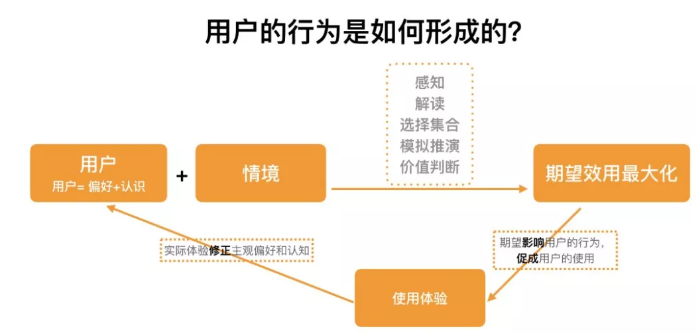 用户的行为是如何形成的?
感知
解读
选择集合
模拟推演
价值判断
用户
用户= 偏好+认识
+
情境
期望效用最大化
实际体验修正主观偏好和认知
期望影响用户的行为，
促成用户的使用
使用体验